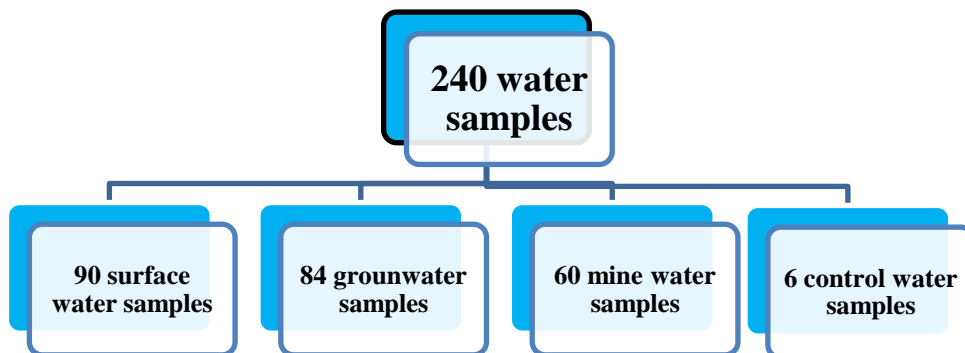 240 water
samples
90 surface
water samples
84 grounwater
samples
60 mine water
samples
6 control water
samples